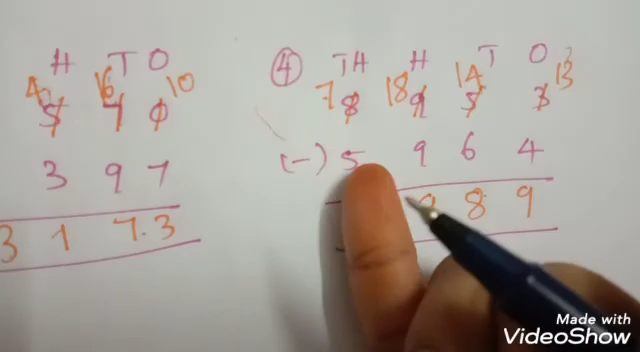 H T O
4 16 10
5 7 0
3 9 7
3 1 7.3
④ TH H T O
7 18 14 13
8 9 5 3
(-) 5 9 6 4
9 8 9
Made with
VideoShow